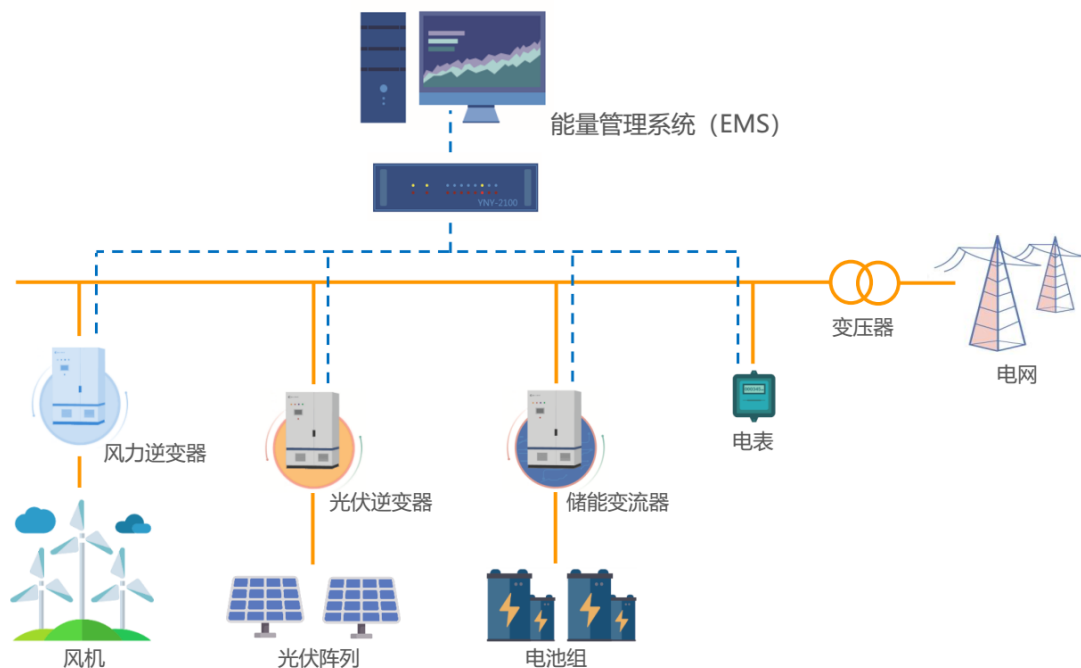 能量管理系统（EMS）
YNY-2100
变压器
电网
电表
风力逆变器
光伏逆变器
储能变流器
风机
光伏阵列
电池组